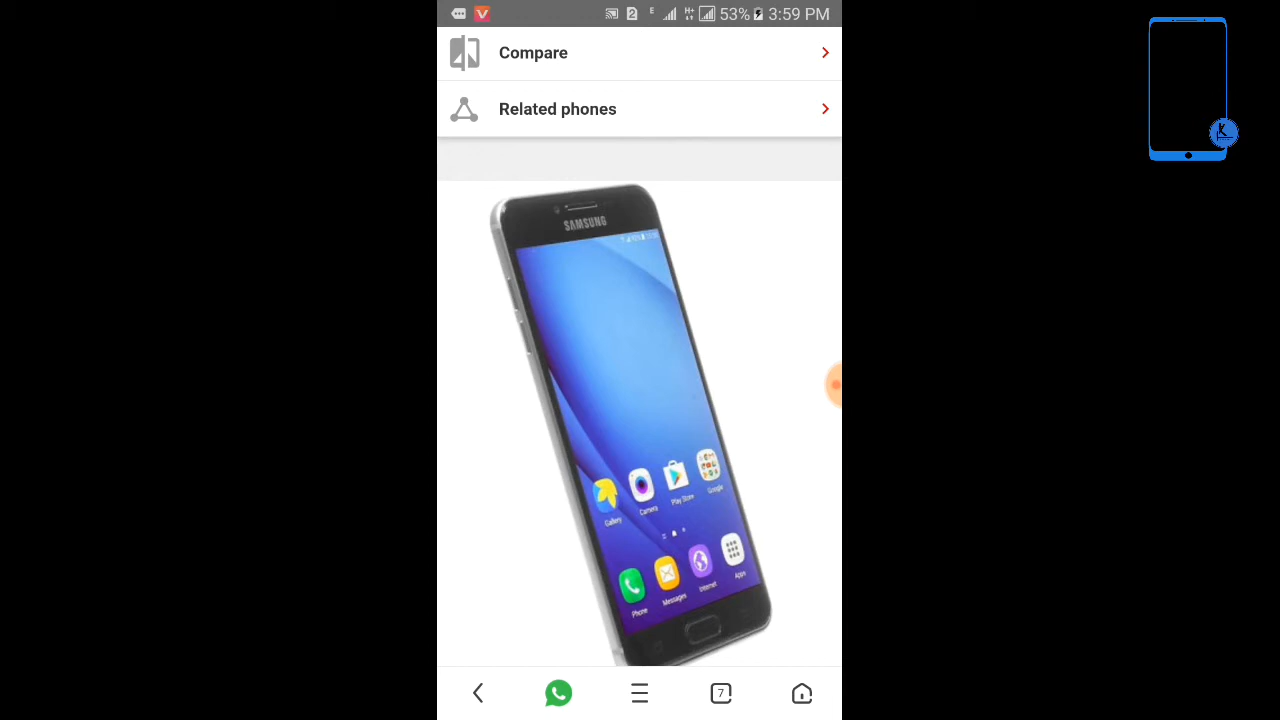 53% 3:59 PM
Compare
Related phones
SAMSUNG
Gallery Camera Play Store Google
Phone Messages Internet Apps
7